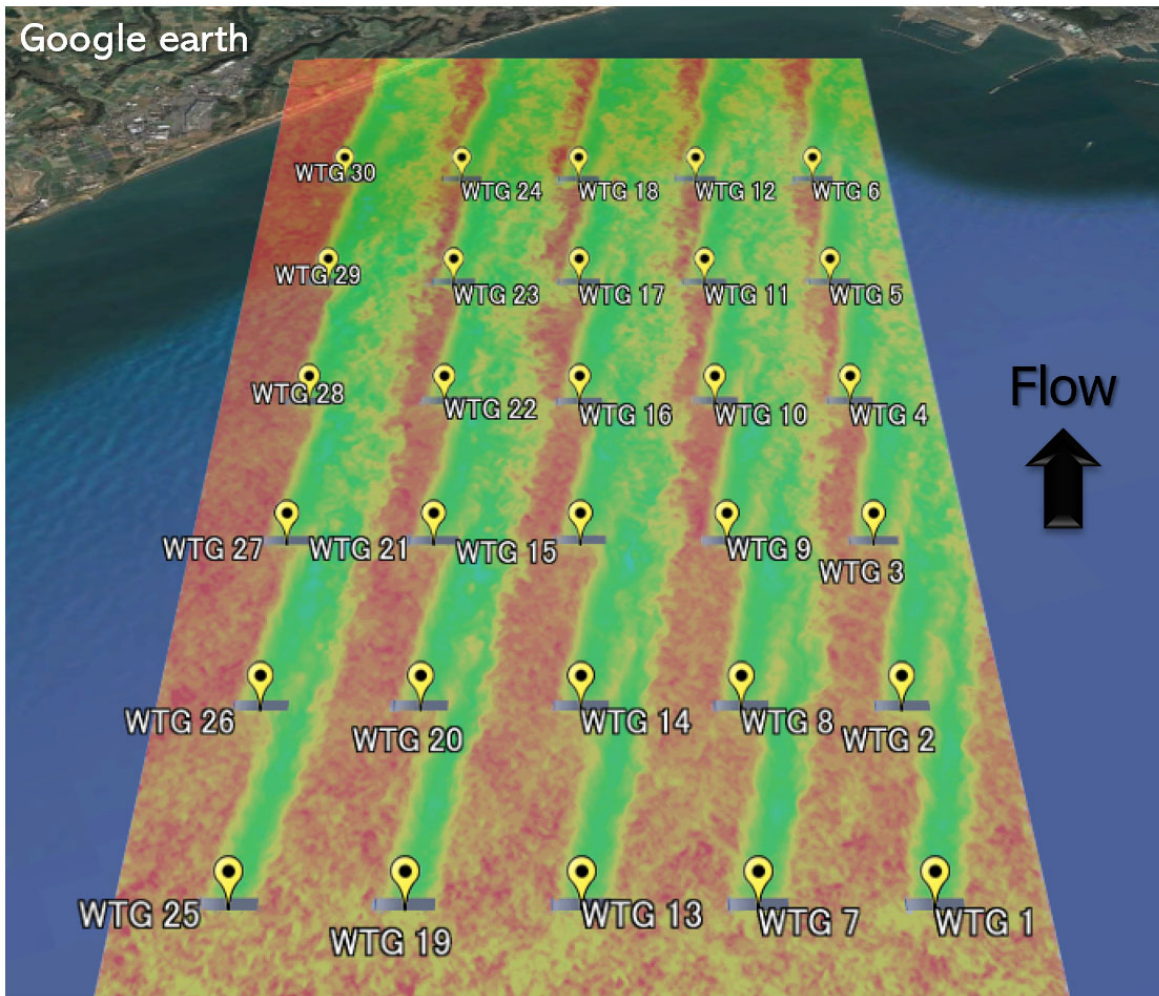 Google earth
WTG 30
WTG 24
WTG 18
WTG 12
WTG 6
WTG 29
WTG 23
WTG 17
WTG 11
WTG 5
WTG 28
WTG 22
WTG 16
WTG 10
WTG 4
Flow
WTG 27
WTG 21
WTG 15
WTG 9
WTG 3
WTG 26
WTG 20
WTG 14
WTG 8
WTG 2
WTG 25
WTG 19
WTG 13
WTG 7
WTG 1